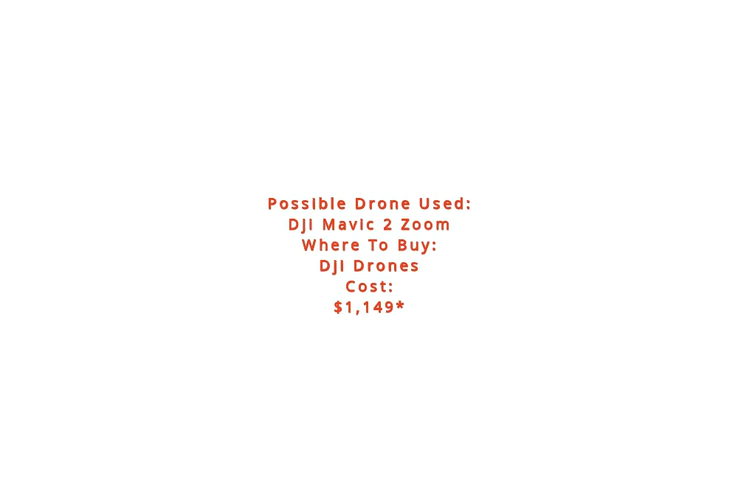 Possible Drone Used:
Dji Mavic 2 Zoom
Where To Buy:
Dji Drones
Cost:
$1,149*